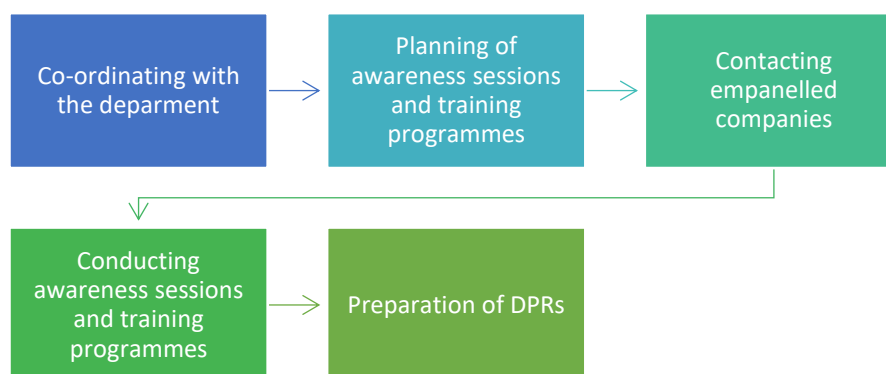 Co-ordinating with
the deparment
Planning of
awareness sessions
and training
programmes
Contacting
empanelled
companies
Conducting
awareness sessions
and training
programmes
Preparation of DPRs